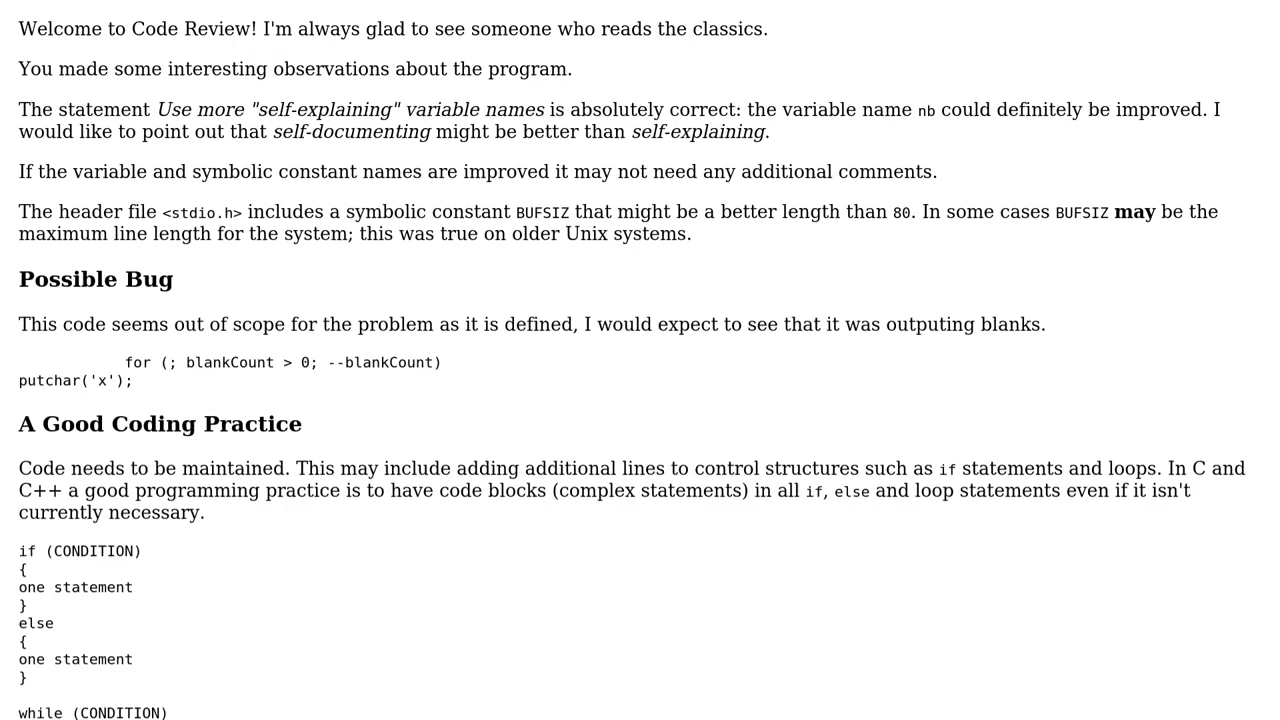 Welcome to Code Review! I'm always glad to see someone who reads the classics.
You made some interesting observations about the program.
The statement Use more "self-explaining" variable names is absolutely correct: the variable name nb could definitely be improved. I
would like to point out that self-documenting might be better than self-explaining.
If the variable and symbolic constant names are improved it may not need any additional comments.
The header file <stdio.h> includes a symbolic constant BUFSIZ that might be a better length than 80. In some cases BUFSIZ may be the
maximum line length for the system; this was true on older Unix systems.
Possible Bug
This code seems out of scope for the problem as it is defined, I would expect to see that it was outputing blanks.
            for (; blankCount > 0; --blankCount)
putchar('x');
A Good Coding Practice
Code needs to be maintained. This may include adding additional lines to control structures such as if statements and loops. In C and
C++ a good programming practice is to have code blocks (complex statements) in all if, else and loop statements even if it isn't
currently necessary.
if (CONDITION)
{
one statement
}
else
{
one statement
}
while (CONDITION)